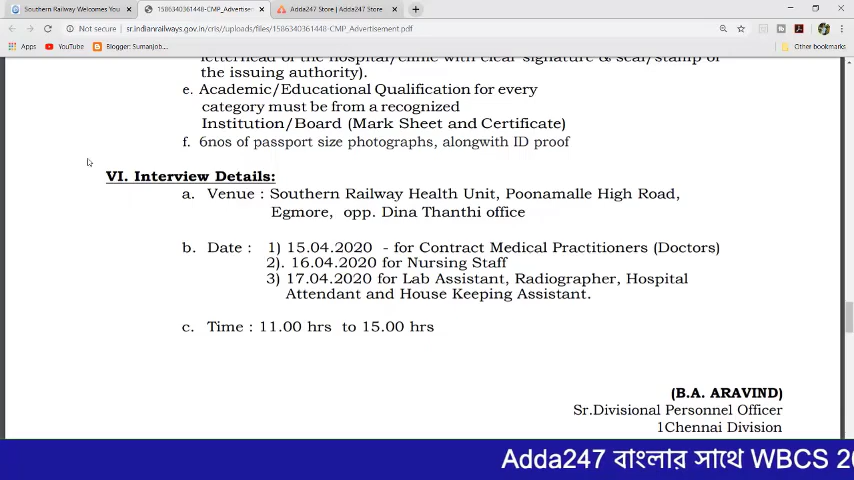 Southern Railway Welcomes You
1586340361448-CMP_Advertisemen
Adda247 Store | Adda247 Store
Not secure | sr.indianrailways.gov.in/cris//uploads/files/1586340361448-CMP_Advertisement.pdf
Apps YouTube Blogger: Sumanjob.... Other bookmarks
letterhead of the hospital/clinic with clear signature & seal/stamp of
the issuing authority).
e. Academic/Educational Qualification for every
category must be from a recognized
Institution/Board (Mark Sheet and Certificate)
f. 6nos of passport size photographs, alongwith ID proof
VI. Interview Details:
a. Venue : Southern Railway Health Unit, Poonamalle High Road,
Egmore, opp. Dina Thanthi office
b. Date : 1) 15.04.2020 - for Contract Medical Practitioners (Doctors)
2). 16.04.2020 for Nursing Staff
3) 17.04.2020 for Lab Assistant, Radiographer, Hospital
Attendant and House Keeping Assistant.
c. Time : 11.00 hrs to 15.00 hrs
(B.A. ARAVIND)
Sr.Divisional Personnel Officer
1Chennai Division
Adda247 বাংলার সাথে WBCS 20